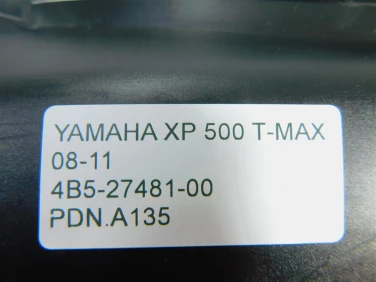 YAMAHA XP 500 T-MAX
08-11
4B5-27481-00
PDN.A135